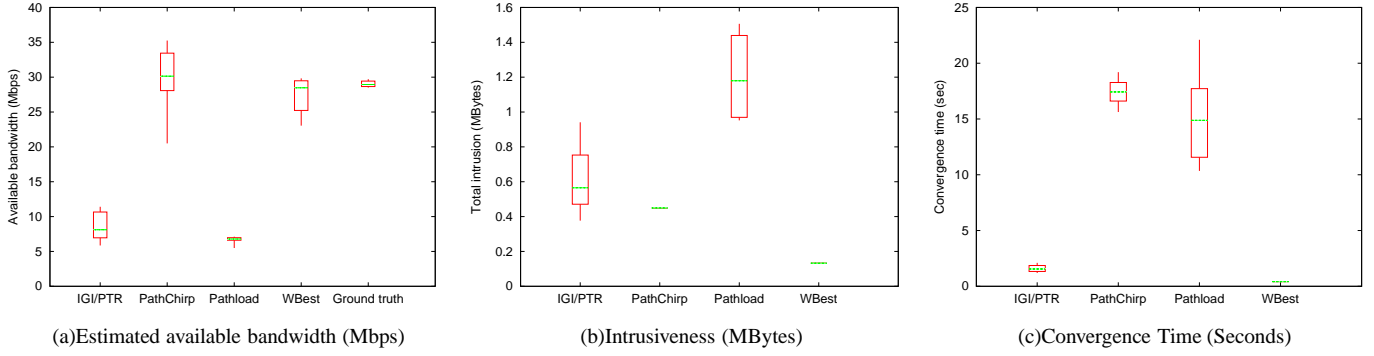 40
35
30
25
20
15
10
5
0
Available bandwidth (Mbps)
IGI/PTR PathChirp Pathload WBest Ground truth
(a)Estimated available bandwidth (Mbps)
1.6
1.4
1.2
1
0.8
0.6
0.4
0.2
0
Total intrusion (MBytes)
IGI/PTR PathChirp Pathload WBest
(b)Intrusiveness (MBytes)
25
20
15
10
5
0
Convergence time (sec)
IGI/PTR PathChirp Pathload WBest
(c)Convergence Time (Seconds)